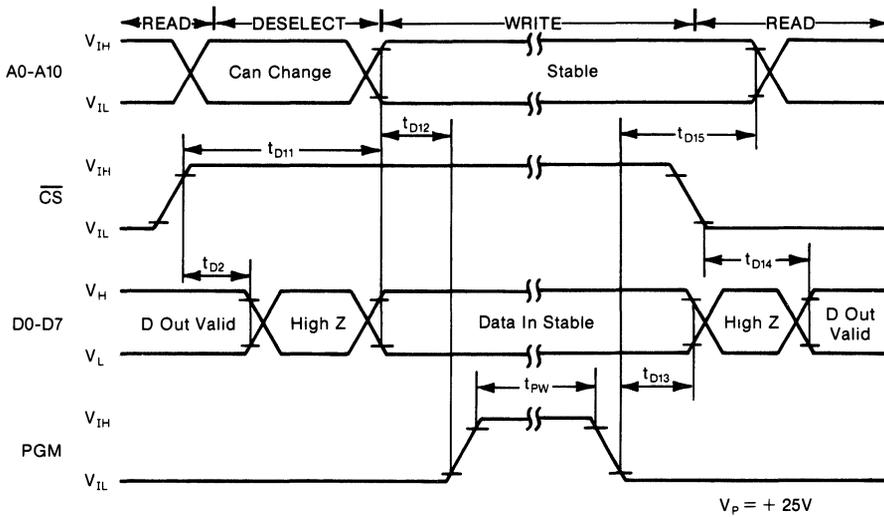 READ DESELECT WRITE READ
V_IH
A0-A10 Can Change Stable
V_IL
t_D12 t_D15
t_D11
V_IH
CS
V_IL
t_D2 t_D14
V_H
D0-D7 D Out Valid High Z Data In Stable High Z D Out Valid
V_L
t_PW t_D13
V_IH
PGM
V_IL
V_P = + 25V